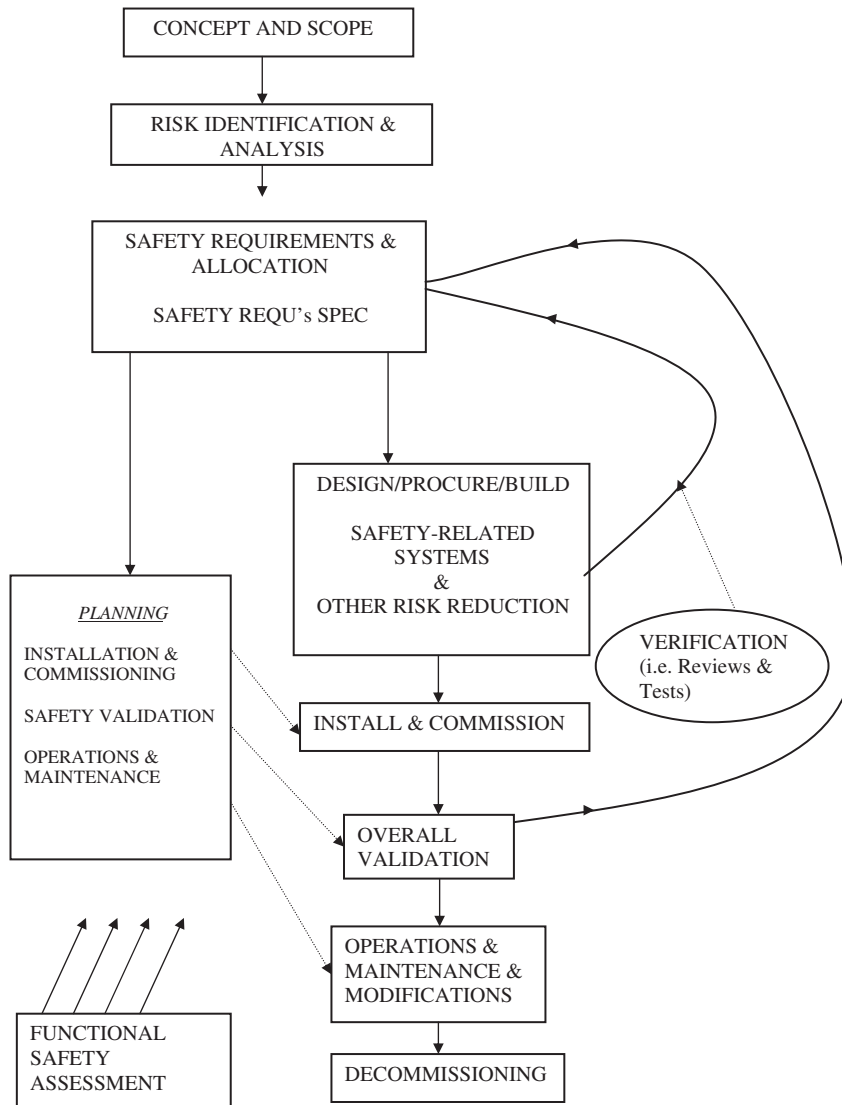 CONCEPT AND SCOPE
RISK IDENTIFICATION &
ANALYSIS
SAFETY REQUIREMENTS &
ALLOCATION
SAFETY REQU’s SPEC
DESIGN/PROCURE/BUILD
SAFETY-RELATED
SYSTEMS
&
OTHER RISK REDUCTION
PLANNING
INSTALLATION &
COMMISSIONING
SAFETY VALIDATION
OPERATIONS &
MAINTENANCE
VERIFICATION
(i.e. Reviews &
Tests)
INSTALL & COMMISSION
OVERALL
VALIDATION
OPERATIONS &
MAINTENANCE &
MODIFICATIONS
FUNCTIONAL
SAFETY
ASSESSMENT
DECOMMISSIONING